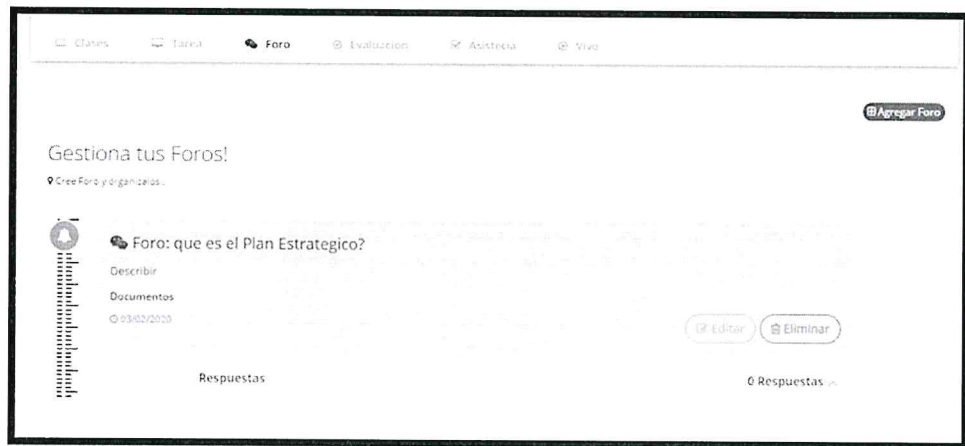 Clases Tarea Foro Evaluacion Asistecia Vivo
Agregar Foro
Gestiona tus Foros!
Cree Foro y organizalos .
Foro: que es el Plan Estrategico?
Describir
Documentos
03/02/2020
Editar Eliminar
Respuestas 0 Respuestas